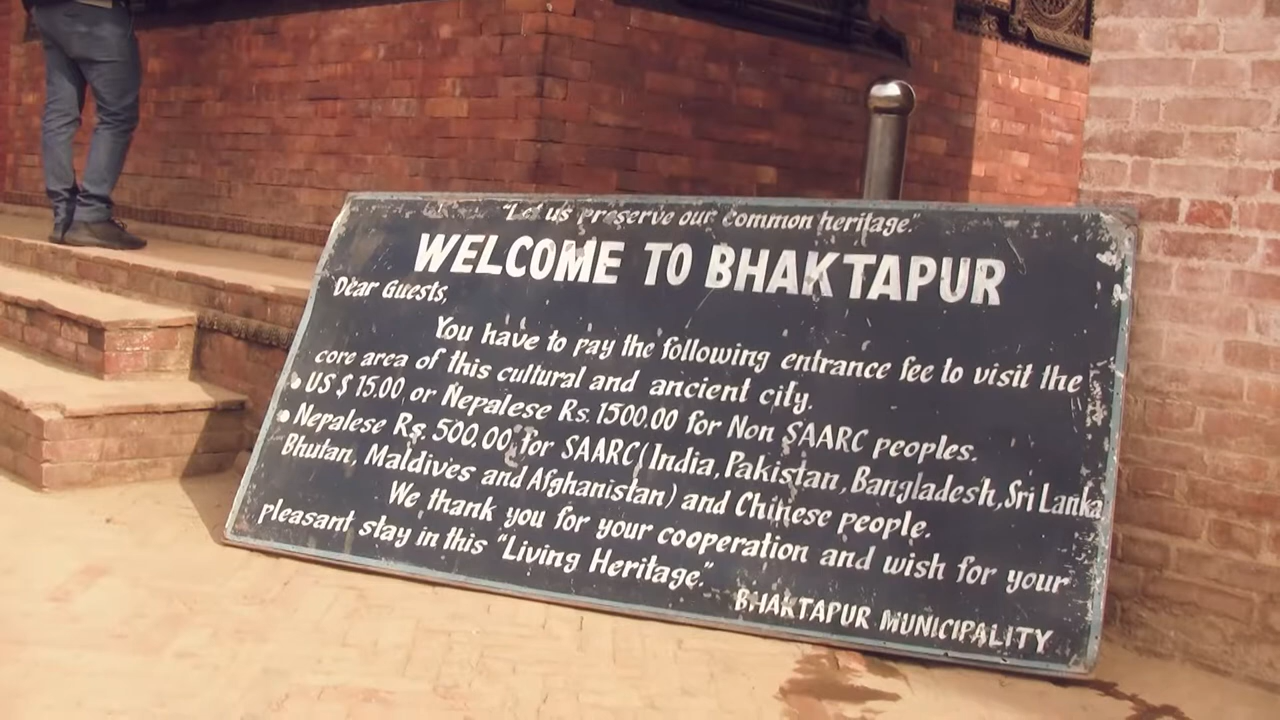 "Let us preserve our common heritage."
WELCOME TO BHAKTAPUR
Dear Guests,
You have to pay the following entrance fee to visit the
core area of this cultural and ancient city.
• US $ 15.00 or Nepalese Rs. 1500.00 for Non SAARC peoples.
• Nepalese Rs. 500.00 for SAARC (India, Pakistan, Bangladesh, Sri Lanka,
Bhutan, Maldives and Afghanistan) and Chinese people.
We thank you for your cooperation and wish for your
pleasant stay in this "Living Heritage."
BHAKTAPUR MUNICIPALITY